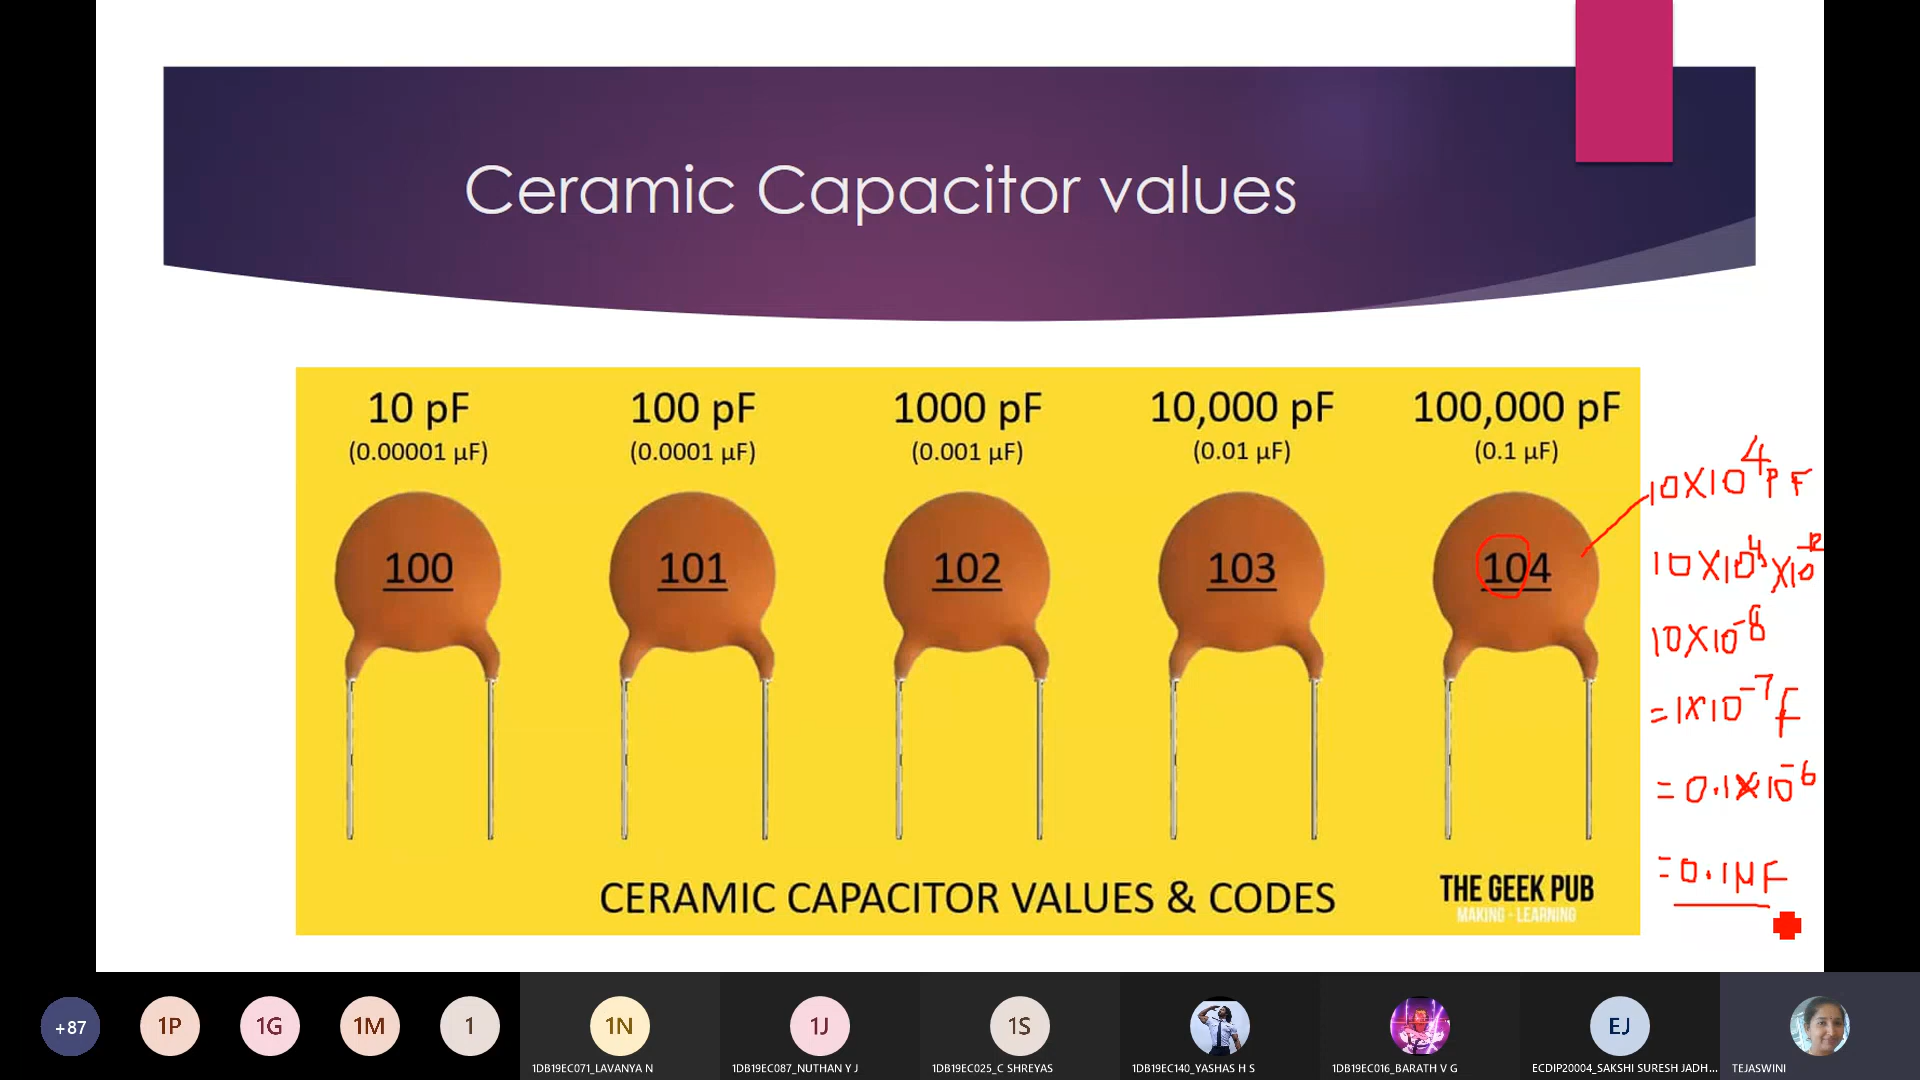 Ceramic Capacitor values
10 pF
(0.00001 µF)
100 pF
(0.0001 µF)
1000 pF
(0.001 µF)
10,000 pF
(0.01 µF)
100,000 pF
(0.1 µF)
100
101
102
103
104
10X10⁴PF
10X10⁴X10⁻¹²
10X10⁻⁸
=1X10⁻⁷F
=0.1X10⁻⁶
=0.1µF
CERAMIC CAPACITOR VALUES & CODES
THE GEEK PUB
MAKING - LEARNING
+87
1P
1G
1M
1
1N
1J
1S
EJ
1DB19EC071_LAVANYA N
1DB19EC087_NUTHAN Y J
1DB19EC025_C SHREYAS
1DB19EC140_YASHAS H S
1DB19EC016_BARATH V G
ECDIP20004_SAKSHI SURESH JADH...
TEJASWINI